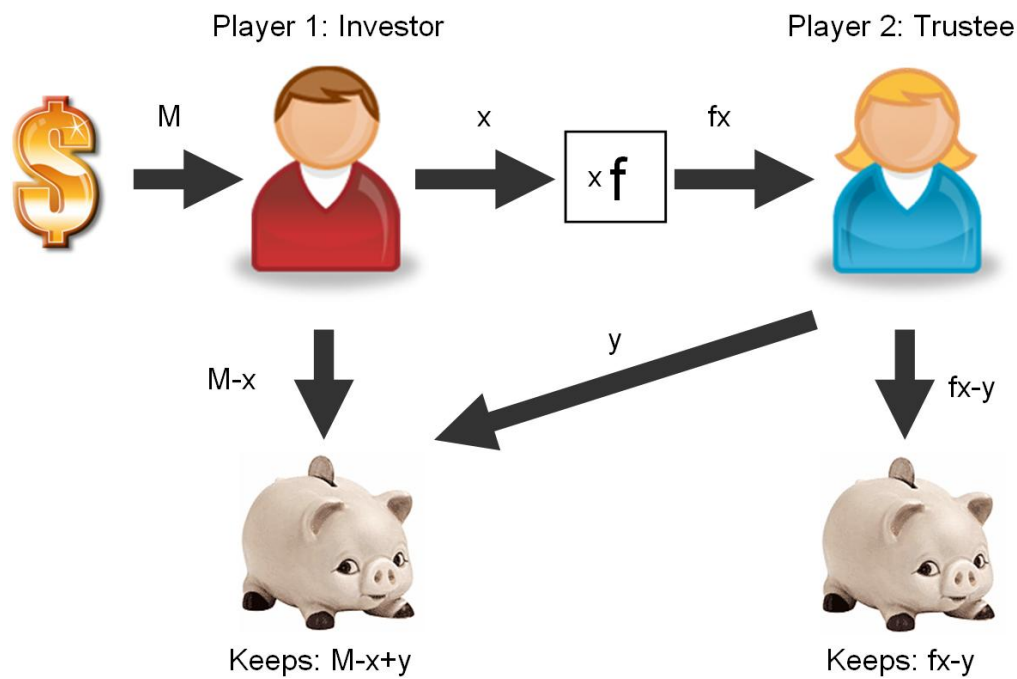 Player 1: Investor
Player 2: Trustee
M
x
x f
fx
M-x
y
fx-y
Keeps: M-x+y
Keeps: fx-y